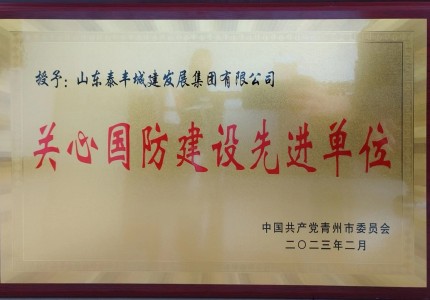 授予：山东泰丰城建发展集团有限公司
关心国防建设先进单位
中国共产党青州市委员会
二〇二三年二月